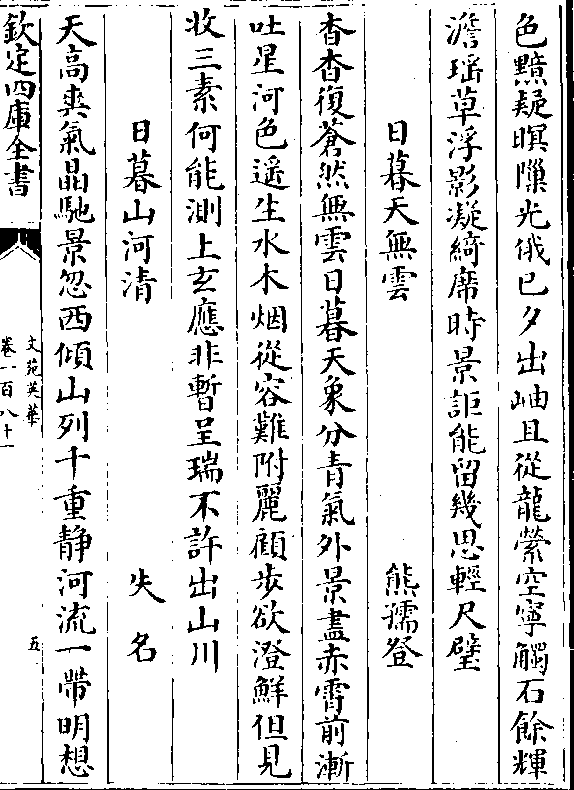 色黯疑暝隟光俄已夕出岫且從龍縈空寧觸石餘輝
澹瑶草浮影凝綺席時景詎能留幾思輕尺璧
日暮天無雲 熊孺登
杳杳復蒼然無雲日暮天象分青氣外景盡赤霄前漸
吐星河色遥生水木烟從容難附麗顧步欲澄鮮但見
收三素何能測上玄應非暫呈瑞不許出山川
日暮山河清 失名
天高爽氣晶馳景忽西傾山列千重静河流一帶明想
欽定四庫全書
文苑英華
卷一百八十一
五